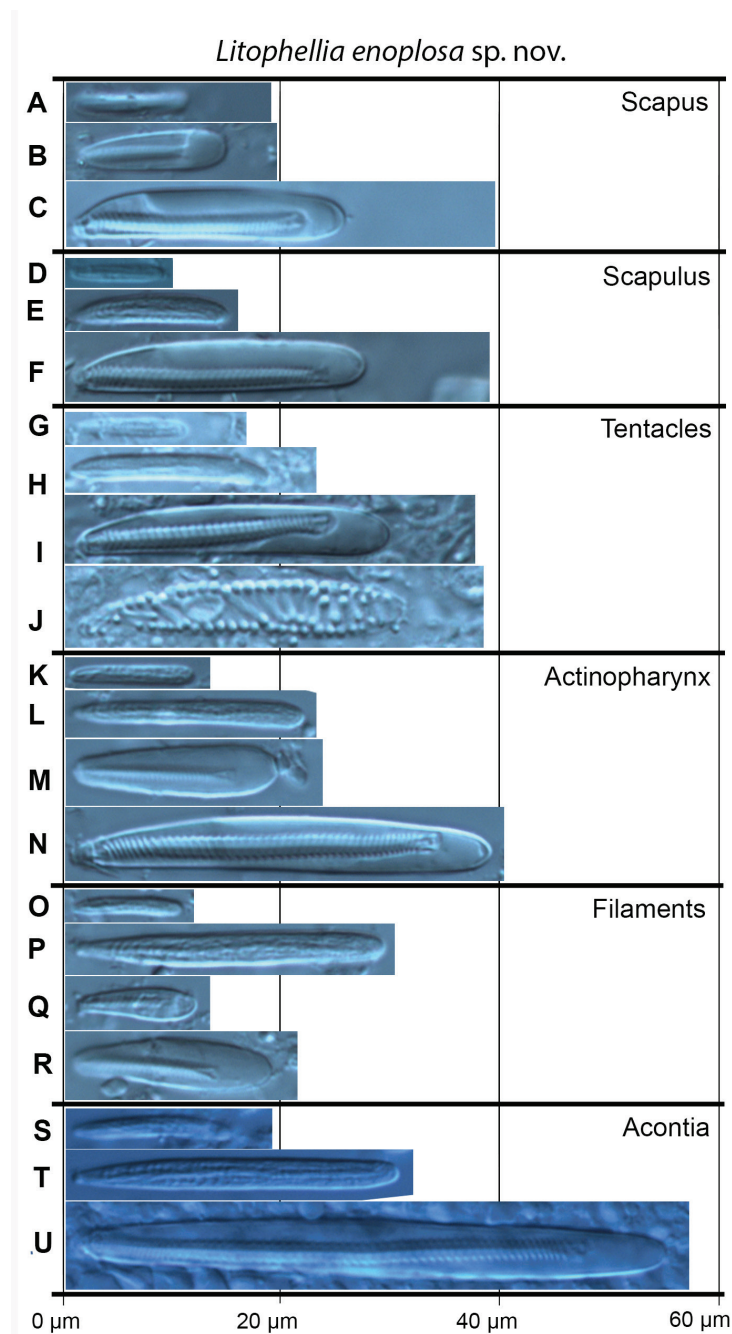 Litophellia enoplosa sp. nov.
A
Scapus
B
C
D
Scapulus
E
F
G
Tentacles
H
I
J
K
Actinopharynx
L
M
N
O
Filaments
P
Q
R
S
Acontia
T
U
0 µm 20 µm 40 µm 60 µm